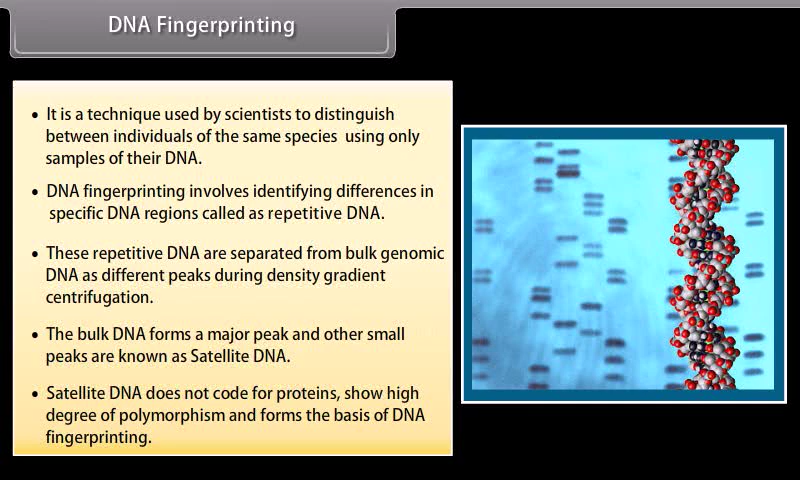 DNA Fingerprinting
• It is a technique used by scientists to distinguish
between individuals of the same species using only
samples of their DNA.
• DNA fingerprinting involves identifying differences in
specific DNA regions called as repetitive DNA.
• These repetitive DNA are separated from bulk genomic
DNA as different peaks during density gradient
centrifugation.
• The bulk DNA forms a major peak and other small
peaks are known as Satellite DNA.
• Satellite DNA does not code for proteins, show high
degree of polymorphism and forms the basis of DNA
fingerprinting.